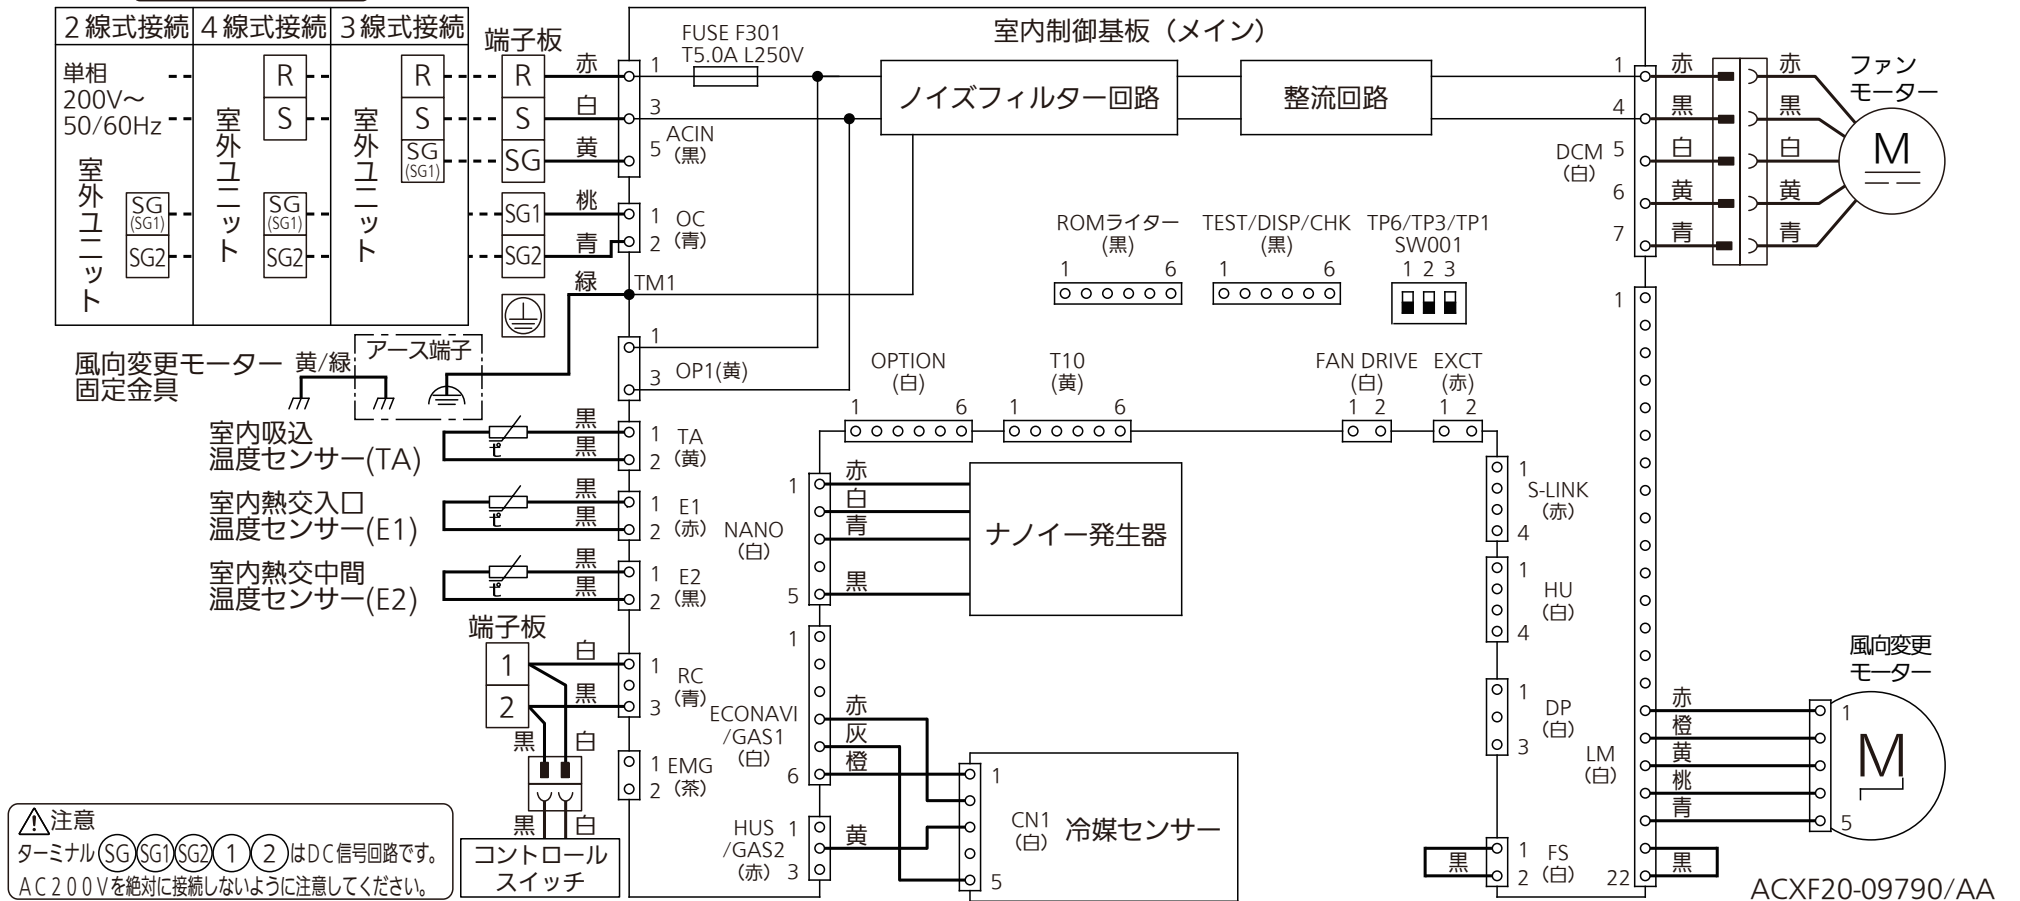 2線式接続 4線式接続 3線式接続 端子板
単相
200V～
50/60Hz
室外ユニット
SG
(SG1)
SG2
R
S
室外ユニット
SG
(SG1)
SG2
R
S
SG
(SG1)
室外ユニット
R
S
SG
SG1
SG2
赤
白
黄
桃
青
緑
1
3
5
ACIN
(黒)
1
2
OC
(青)
TM1
1
3
OP1(黄)
FUSE F301
T5.0A L250V
室内制御基板（メイン）
ノイズフィルター回路
整流回路
1
4
5
6
7
DCM
(白)
赤 赤
黒 黒
白 白
黄 黄
青 青
ファン
モーター
M
ROMライター
(黒)
1 6
TEST/DISP/CHK
(黒)
1 6
TP6/TP3/TP1
SW001
1 2 3
風向変更モーター
固定金具
黄/緑
アース端子
OPTION
(白)
1 6
T10
(黄)
1 6
FAN DRIVE
(白)
1 2
EXCT
(赤)
1 2
室内吸込
温度センサー(TA)
t°
黒
黒
1
2
TA
(黄)
室内熱交入口
温度センサー(E1)
t°
黒
黒
1
2
E1
(赤)
室内熱交中間
温度センサー(E2)
t°
黒
黒
1
2
E2
(黒)
NANO
(白)
1
5
赤
白
青
黒
ナノイー発生器
1
4
S-LINK
(赤)
1
4
HU
(白)
1
3
DP
(白)
1
2
FS
(白)
黒
端子板
1
2
白
黒
1
3
RC
(青)
黒 白
黒 白
コントロール
スイッチ
1
2
EMG
(茶)
ECONAVI
/GAS1
(白)
1
6
赤
灰
橙
HUS
/GAS2
(赤)
1
3
黄
1
5
CN1
(白)
冷媒センサー
1
22
LM
(白)
赤
橙
黄
桃
青
黒
風向変更
モーター
1
5
M
注意
ターミナルSG SG1 SG2 1 2はDC信号回路です。
AC200Vを絶対に接続しないように注意してください。
ACXF20-09790/AA